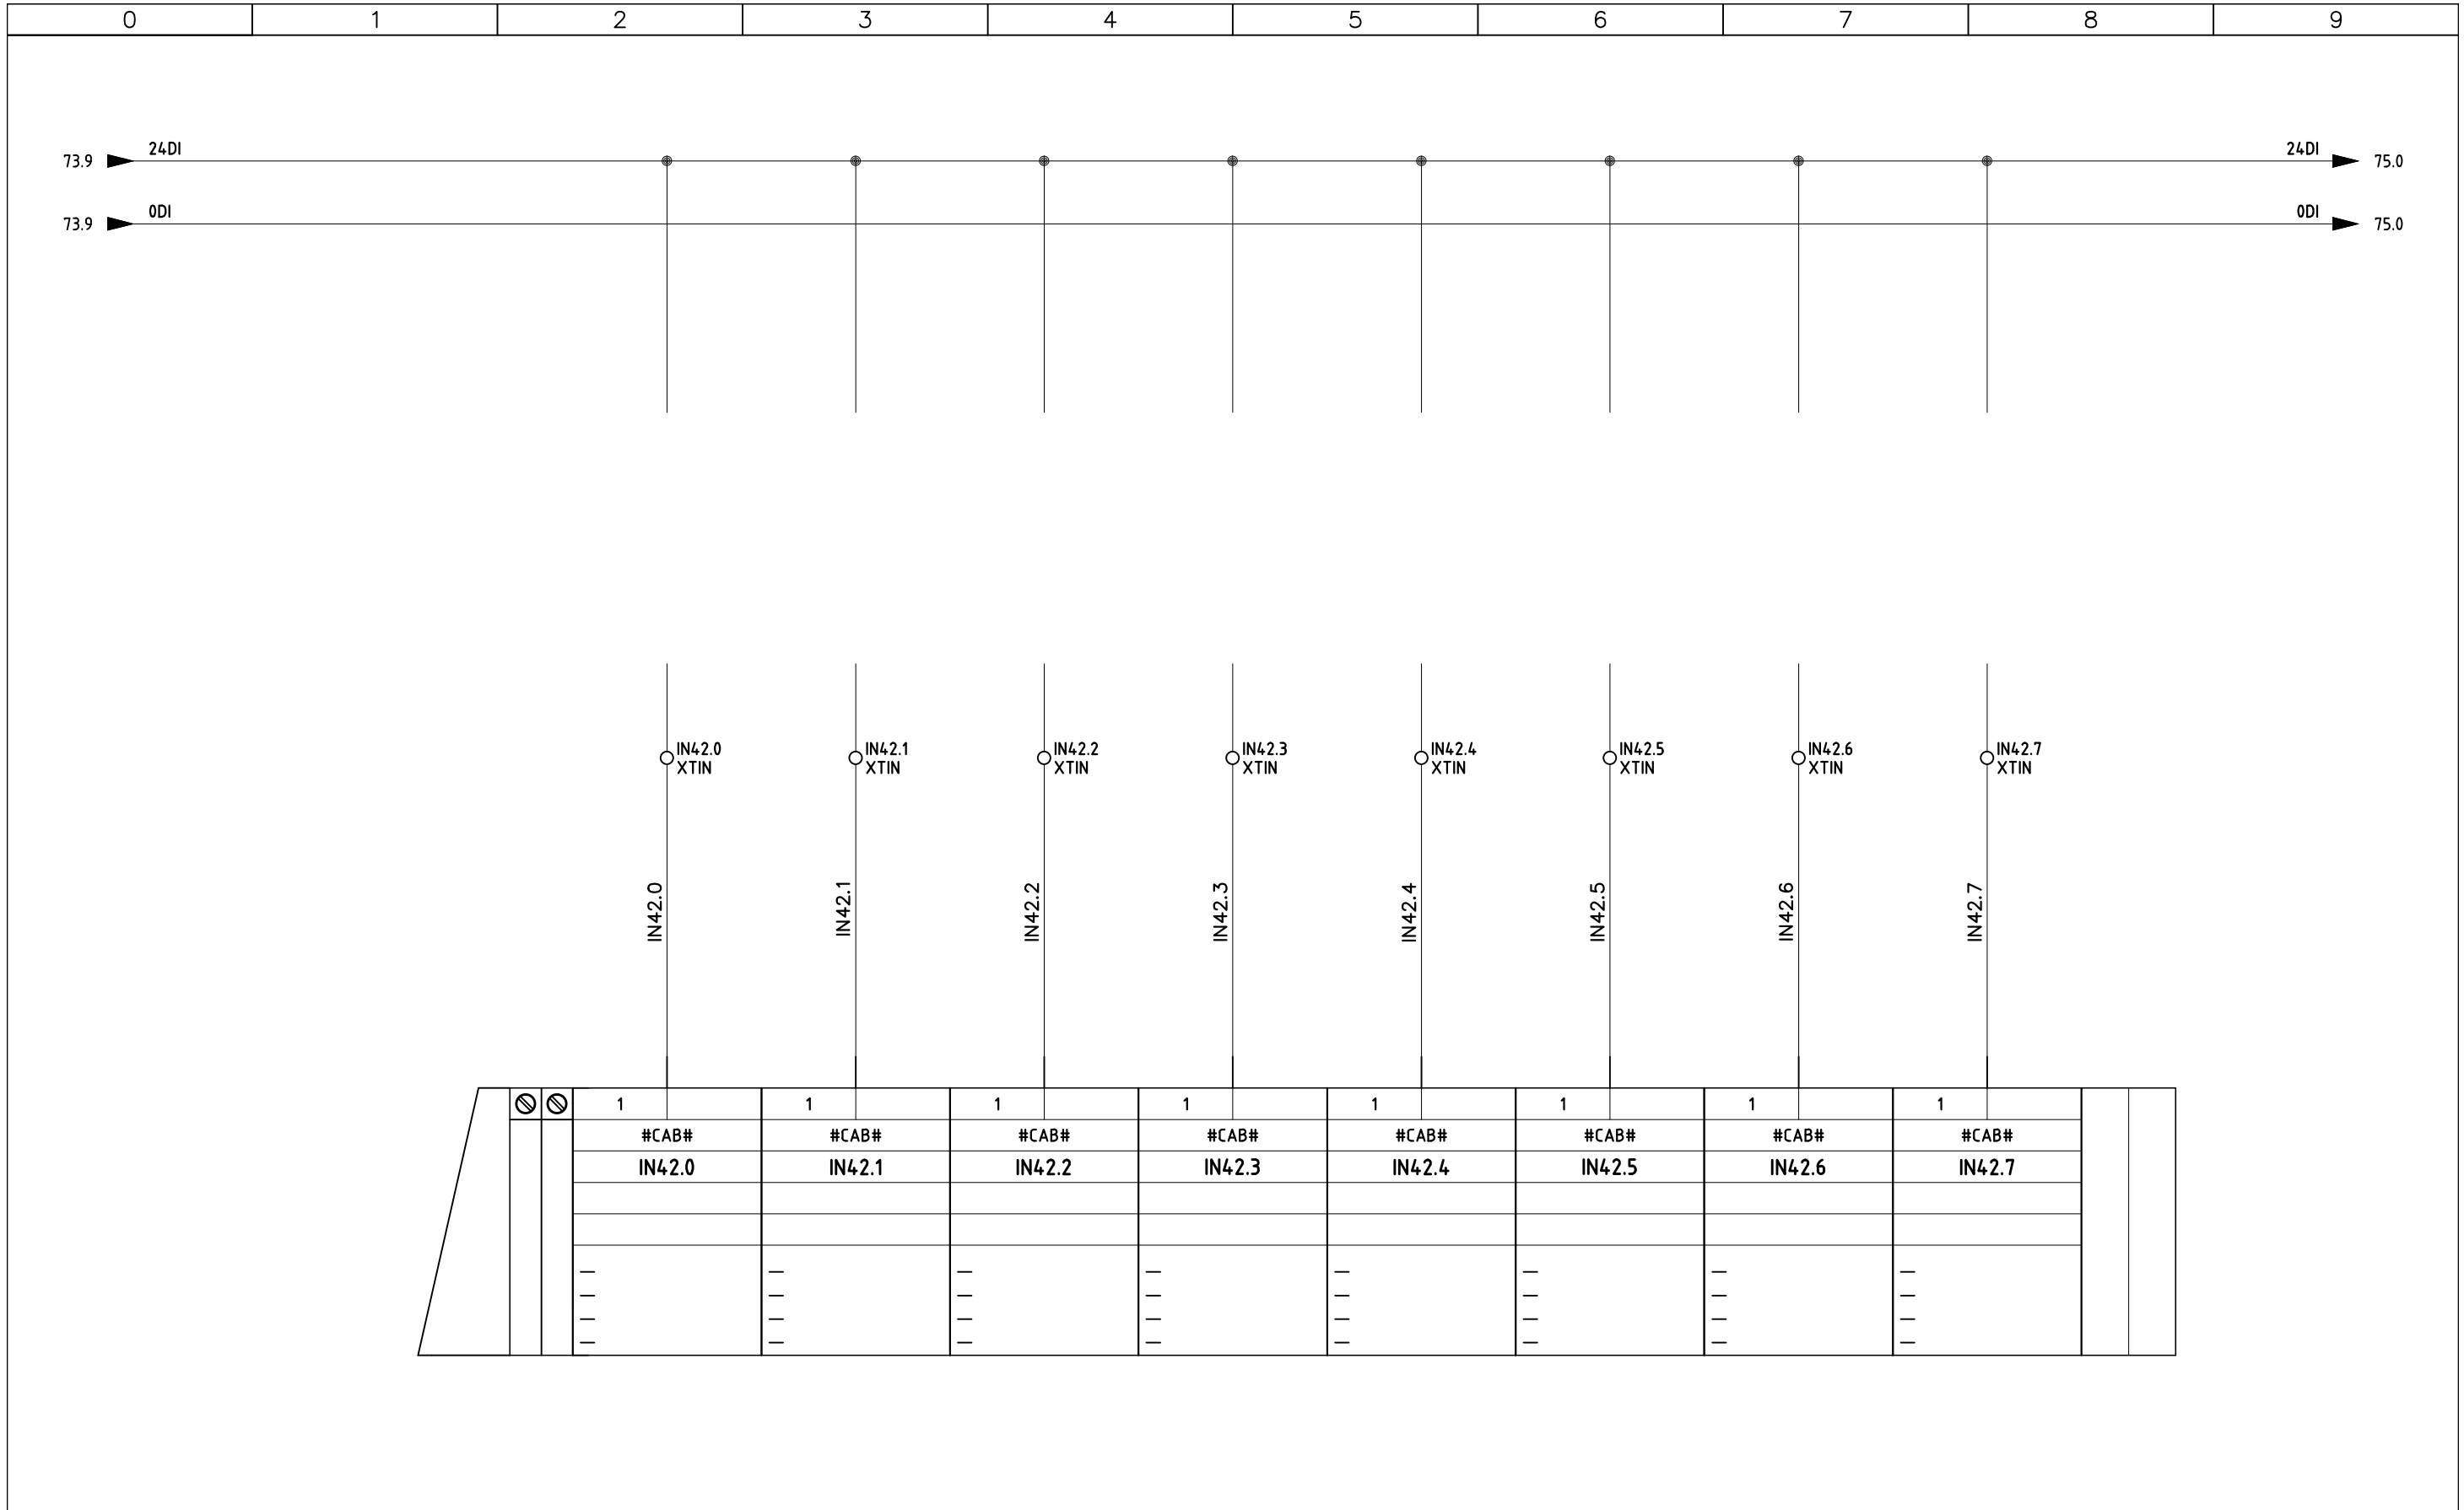 0 1 2 3 4 5 6 7 8 9
73.9 24DI 24DI 75.0
73.9 0DI 0DI 75.0
IN42.0 IN42.1 IN42.2 IN42.3 IN42.4 IN42.5 IN42.6 IN42.7
XTIN XTIN XTIN XTIN XTIN XTIN XTIN XTIN
IN42.0 IN42.1 IN42.2 IN42.3 IN42.4 IN42.5 IN42.6 IN42.7
1 1 1 1 1 1 1 1
#CAB# #CAB# #CAB# #CAB# #CAB# #CAB# #CAB# #CAB#
IN42.0 IN42.1 IN42.2 IN42.3 IN42.4 IN42.5 IN42.6 IN42.7